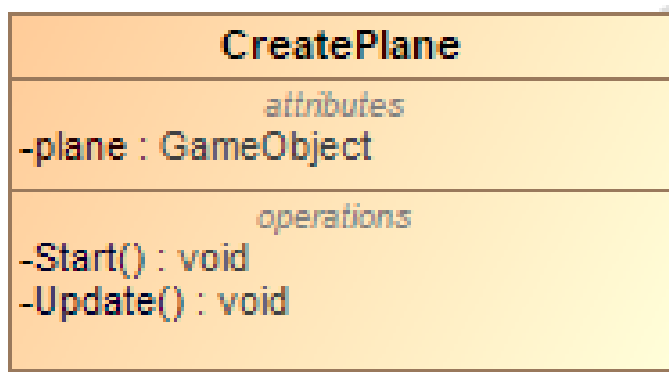 CreatePlane
attributes
-plane : GameObject
operations
-Start() : void
-Update() : void